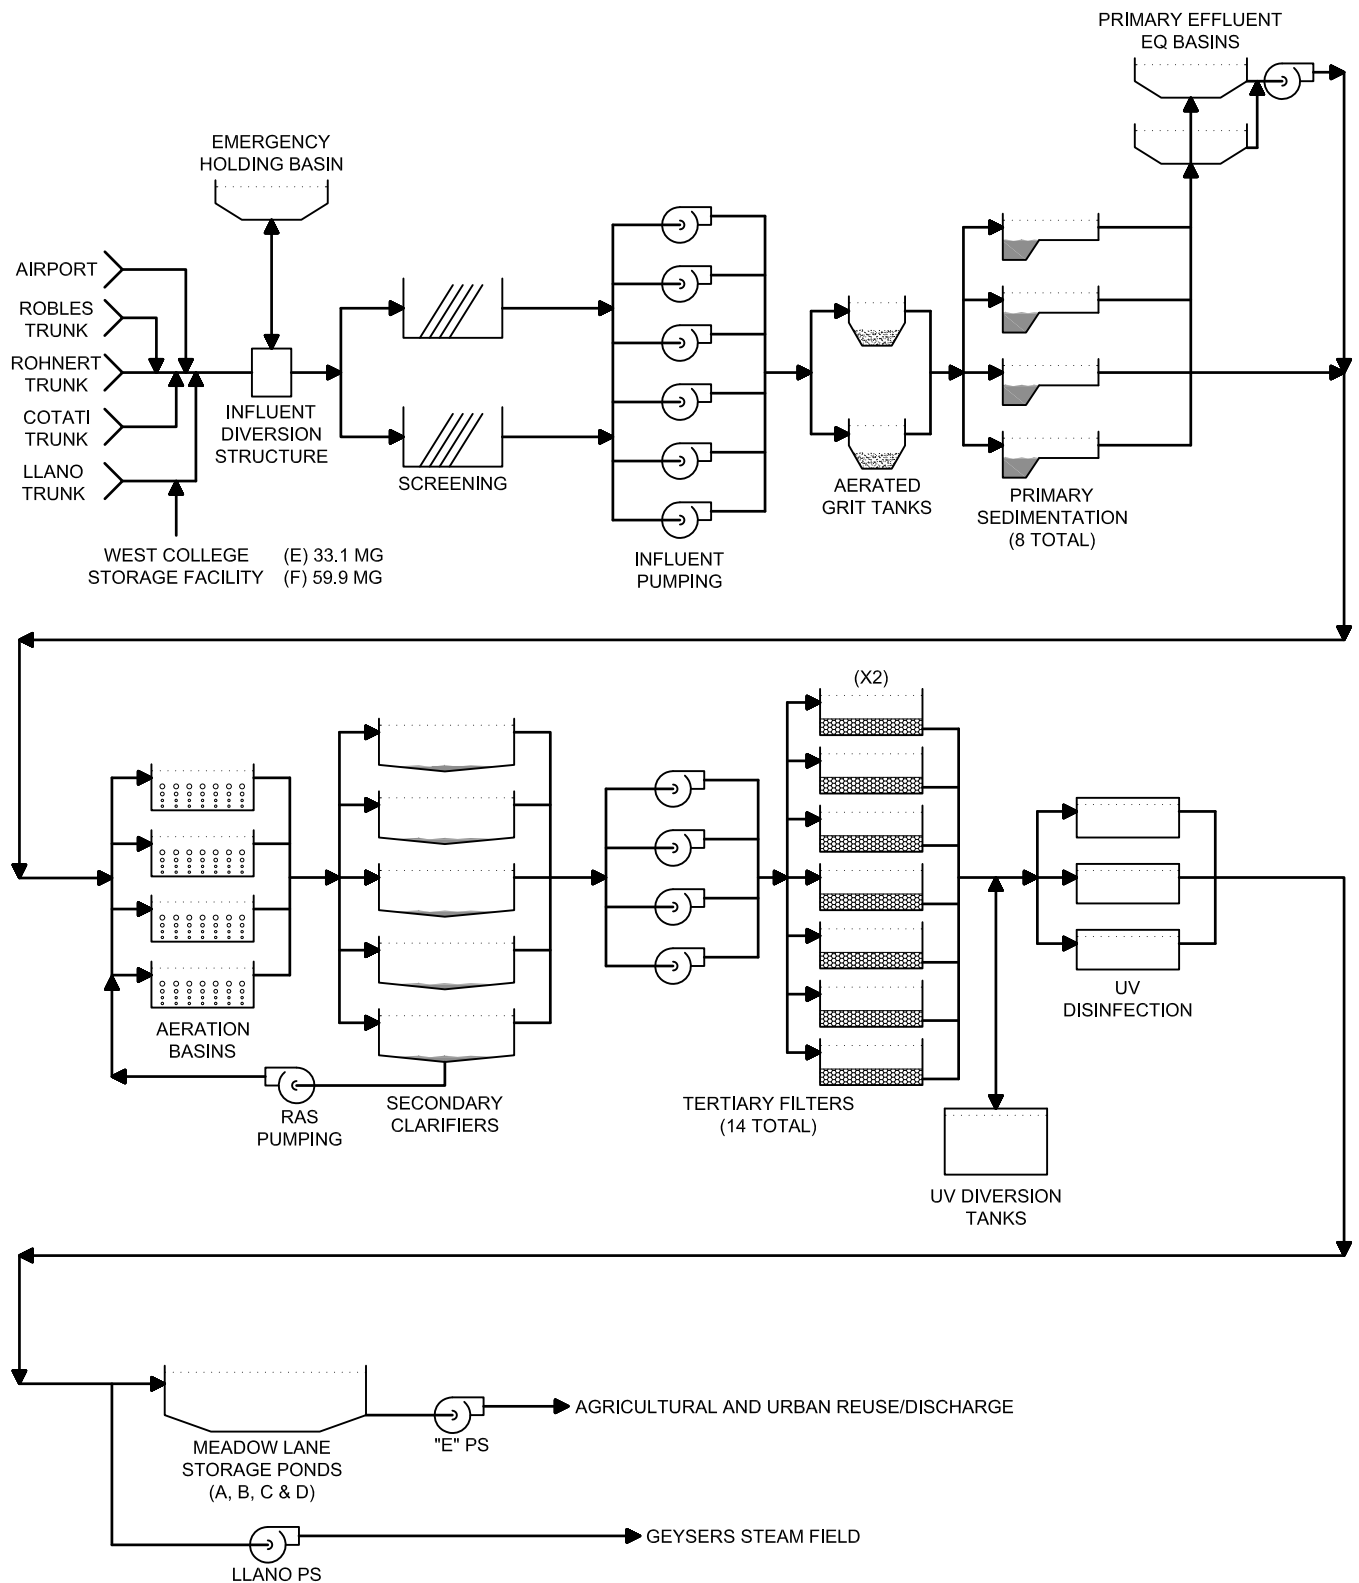 PRIMARY EFFLUENT
EQ BASINS
EMERGENCY
HOLDING BASIN
AIRPORT
ROBLES
TRUNK
ROHNERT
TRUNK
COTATI
TRUNK
LLANO
TRUNK
INFLUENT
DIVERSION
STRUCTURE
SCREENING
WEST COLLEGE
STORAGE FACILITY
(E) 33.1 MG
(F) 59.9 MG
INFLUENT
PUMPING
AERATED
GRIT TANKS
PRIMARY
SEDIMENTATION
(8 TOTAL)
(X2)
AERATION
BASINS
RAS
PUMPING
SECONDARY
CLARIFIERS
TERTIARY FILTERS
(14 TOTAL)
UV
DISINFECTION
UV DIVERSION
TANKS
MEADOW LANE
STORAGE PONDS
(A, B, C & D)
"E" PS
AGRICULTURAL AND URBAN REUSE/DISCHARGE
LLANO PS
GEYSERS STEAM FIELD